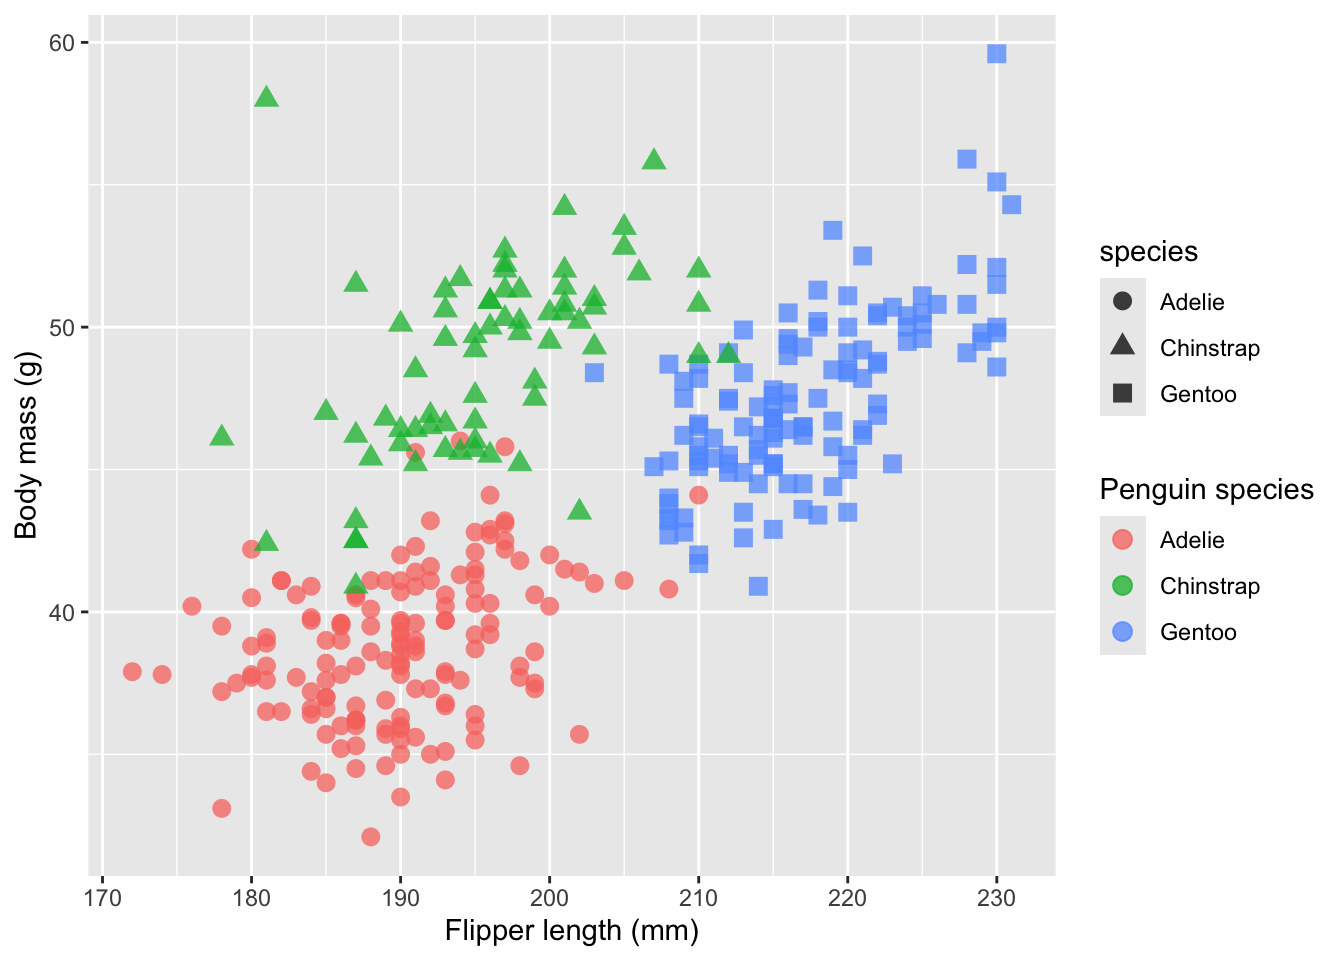 60
50
40
Body mass (g)
170 180 190 200 210 220 230
Flipper length (mm)
species
Adelie
Chinstrap
Gentoo
Penguin species
Adelie
Chinstrap
Gentoo